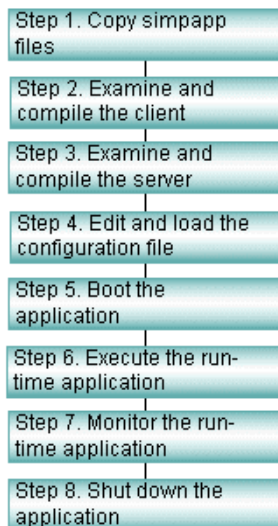 Step 1. Copy simpapp
files
Step 2. Examine and
compile the client
Step 3. Examine and
compile the server
Step 4. Edit and load the
configuration file
Step 5. Boot the
application
Step 6. Execute the run-
time application
Step 7. Monitor the run-
time application
Step 8. Shut down the
application